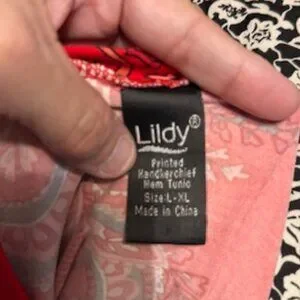 Lildy®
Printed
Handkerchief
Hem Tunic
Size:L-XL
Made in China